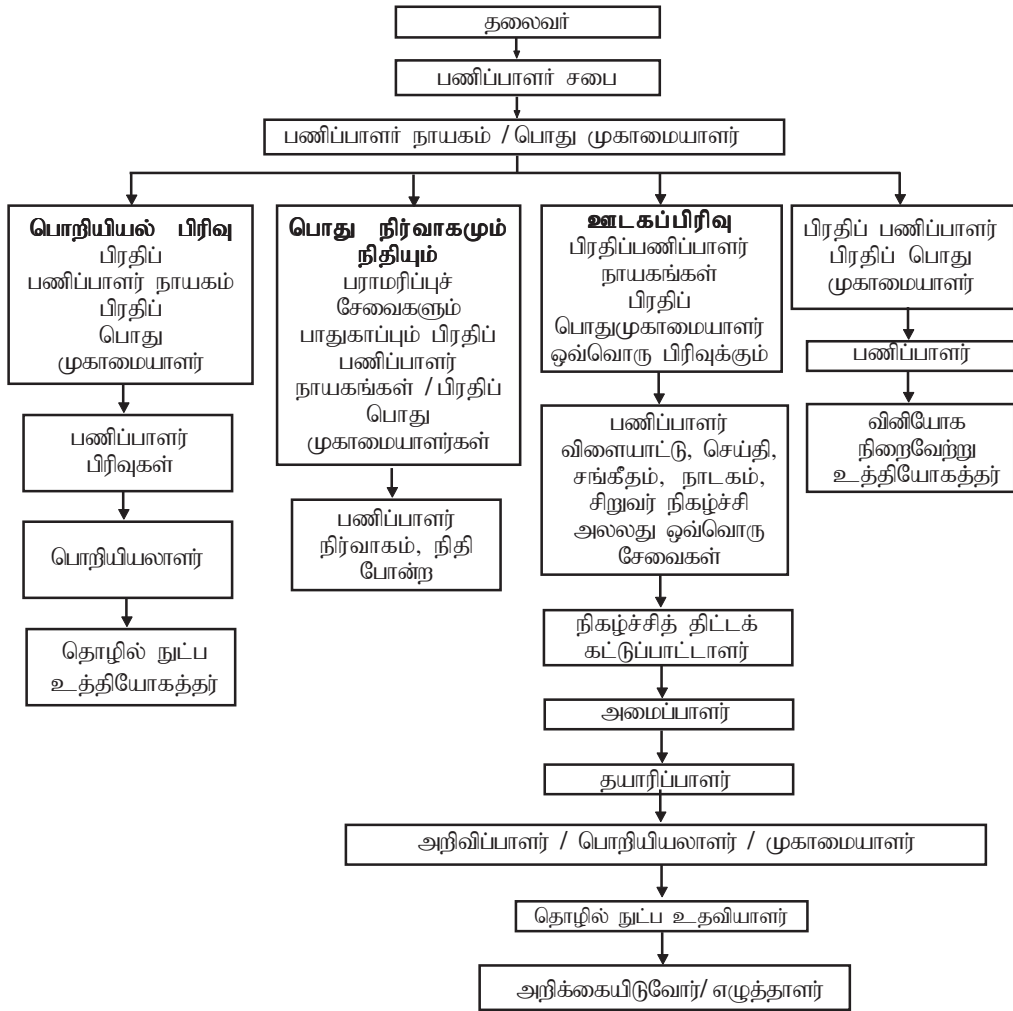 தலைவர்
பணிப்பாளர் சபை
பணிப்பாளர் நாயகம் / பொது முகாமையாளர்
பொறியியல் பிரிவு
பிரதிப்
பணிப்பாளர் நாயகம்
பிரதிப்
பொது
முகாமையாளர்
பணிப்பாளர்
பிரிவுகள்
பொறியியலாளர்
தொழில் நுட்ப
உத்தியோகத்தர்
பொது நிர்வாகமும்
நிதியும்
பராமரிப்புச்
சேவைகளும்
பாதுகாப்பும் பிரதிப்
பணிப்பாளர்
நாயகங்கள் / பிரதிப்
பொது
முகாமையாளர்கள்
பணிப்பாளர்
நிர்வாகம், நிதி
போன்ற
ஊடகப்பிரிவு
பிரதிப்பணிப்பாளர்
நாயகங்கள்
பிரதிப்
பொதுமுகாமையாளர்
ஒவ்வொரு பிரிவுக்கும்
பணிப்பாளர்
விளையாட்டு, செய்தி,
சங்கீதம், நாடகம்,
சிறுவர் நிகழ்ச்சி
அலலது ஒவ்வொரு
சேவைகள்
நிகழ்ச்சித் திட்டக்
கட்டுப்பாட்டாளர்
அமைப்பாளர்
தயாரிப்பாளர்
அறிவிப்பாளர் / பொறியியலாளர் / முகாமையாளர்
தொழில் நுட்ப உதவியாளர்
அறிக்கையிடுவோர்/ எழுத்தாளர்
பிரதிப் பணிப்பாளர்
பிரதிப் பொது
முகாமையாளர்
பணிப்பாளர்
வினியோக
நிறைவேற்று
உத்தியோகத்தர்